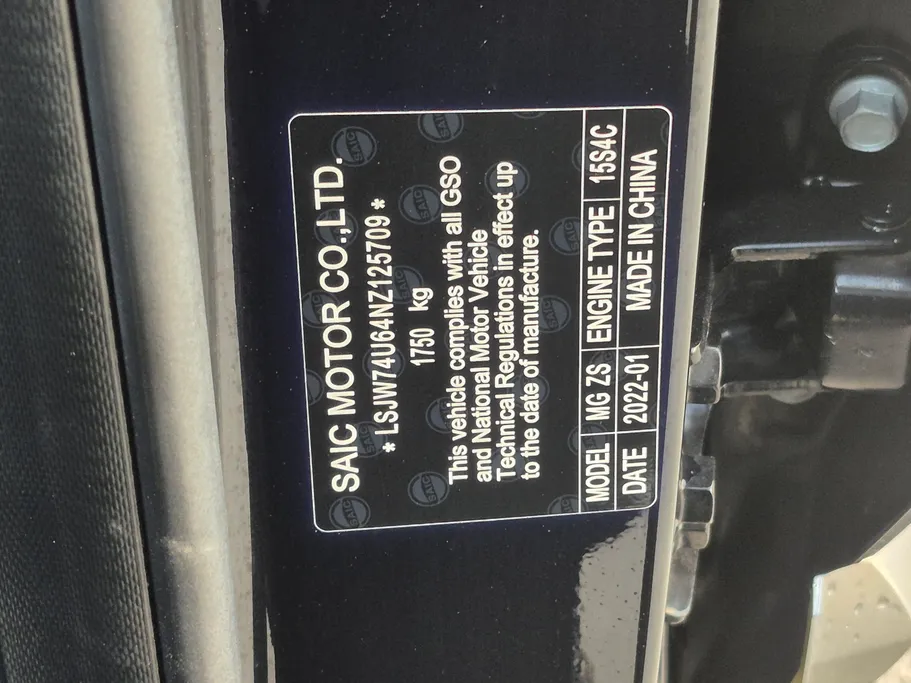 SAIC MOTOR CO.,LTD.
* LSJW74U64NZ125709 *
1750 kg
This vehicle complies with all GSO
and National Motor Vehicle
Technical Regulations in effect up
to the date of manufacture.
MODEL MG ZS ENGINE TYPE 15S4C
DATE 2022-01 MADE IN CHINA